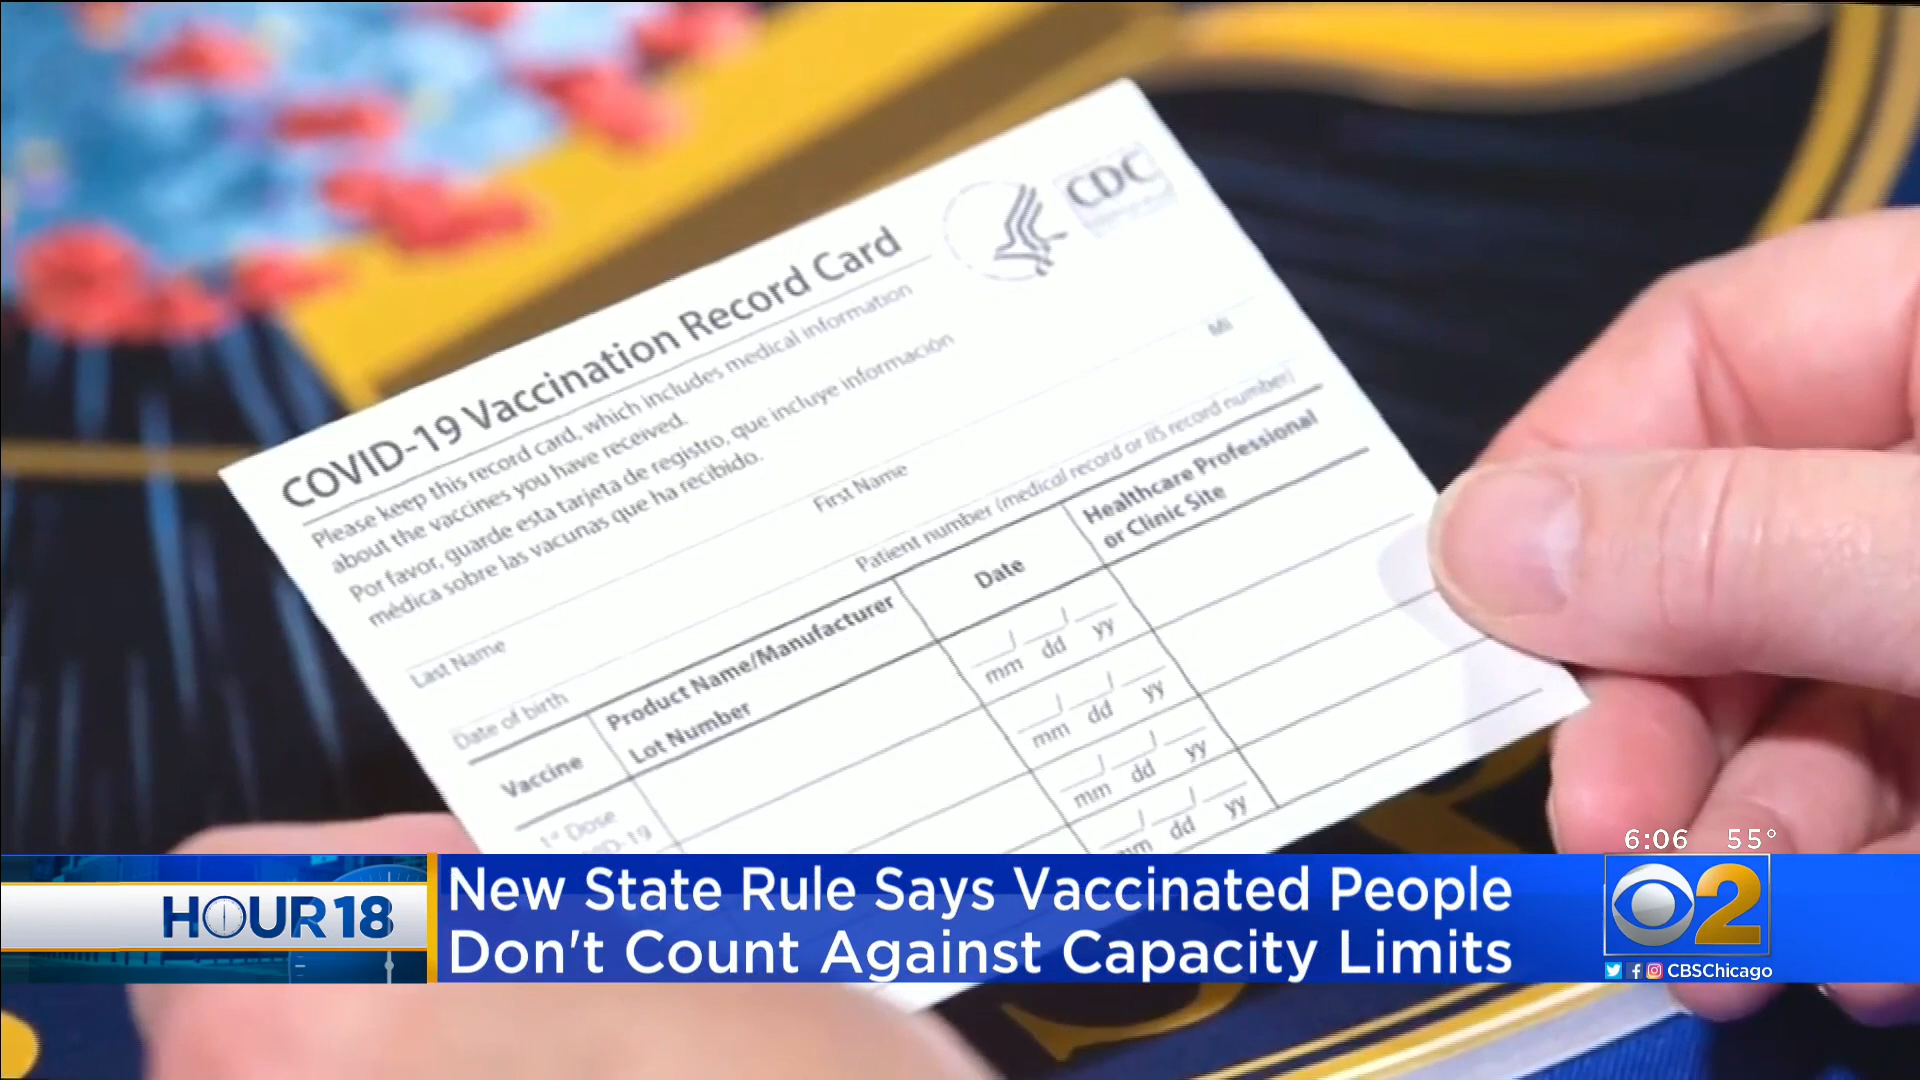 CDC
COVID-19 Vaccination Record Card
Please keep this record card, which includes medical information
about the vaccines you have received.
Por favor, guarde esta tarjeta de registro, que incluye información
médica sobre las vacunas que ha recibido.
Last Name
First Name
MI
Date of birth
Patient number (medical record or IIS record number)
Vaccine
Product Name/Manufacturer
Lot Number
Date
Healthcare Professional
or Clinic Site
1st Dose
mm dd yy
mm dd yy
mm dd yy
mm dd yy
6:06 55°
HOUR 18
New State Rule Says Vaccinated People
Don't Count Against Capacity Limits
2
CBSChicago